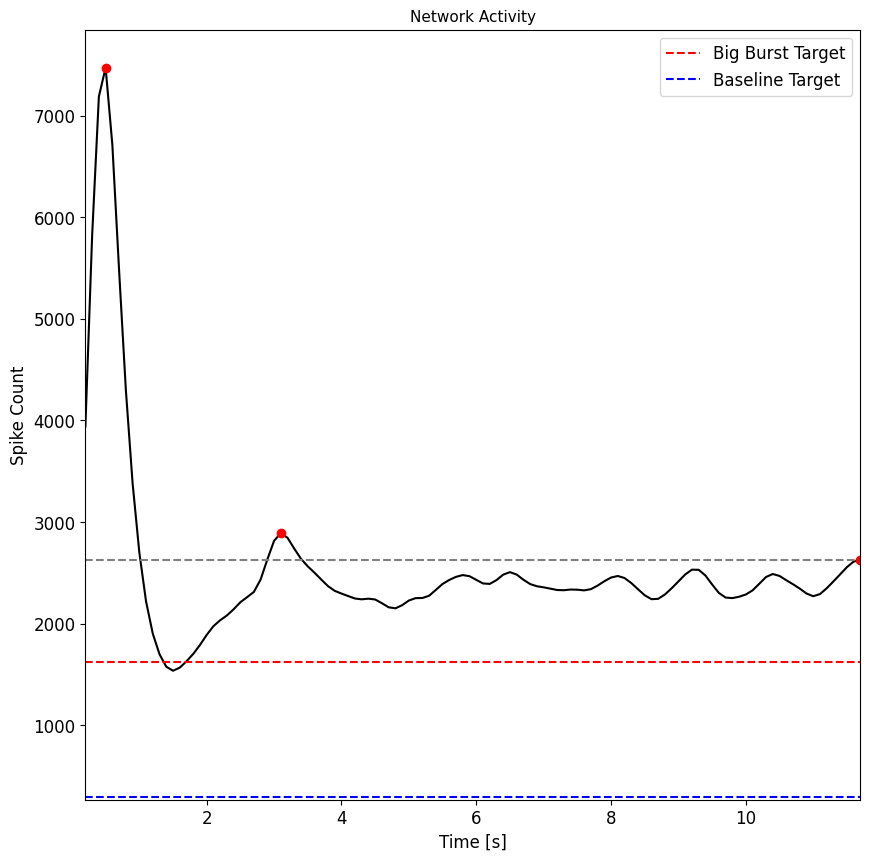 Network Activity
Big Burst Target
Baseline Target
Spike Count
7000
6000
5000
4000
3000
2000
1000
2 4 6 8 10
Time [s]